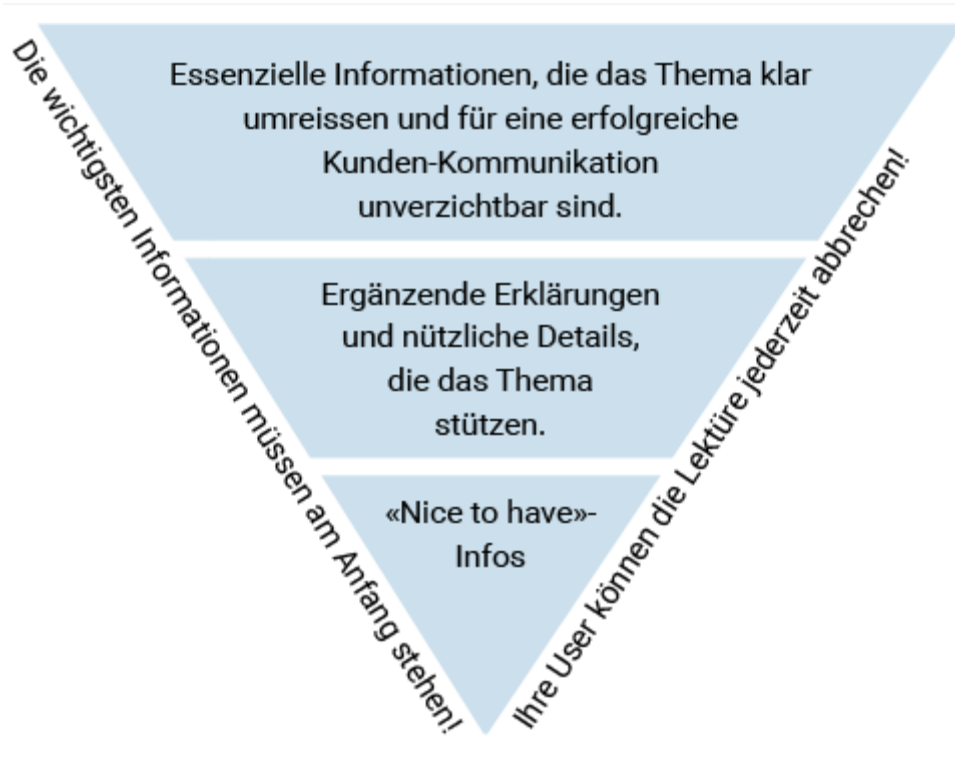 Die wichtigsten Informationen müssen am Anfang stehen!
Essenzielle Informationen, die das Thema klar
umreissen und für eine erfolgreiche
Kunden-Kommunikation
unverzichtbar sind.
Ergänzende Erklärungen
und nützliche Details,
die das Thema
stützen.
«Nice to have»-
Infos
Ihre User können die Lektüre jederzeit abbrechen!